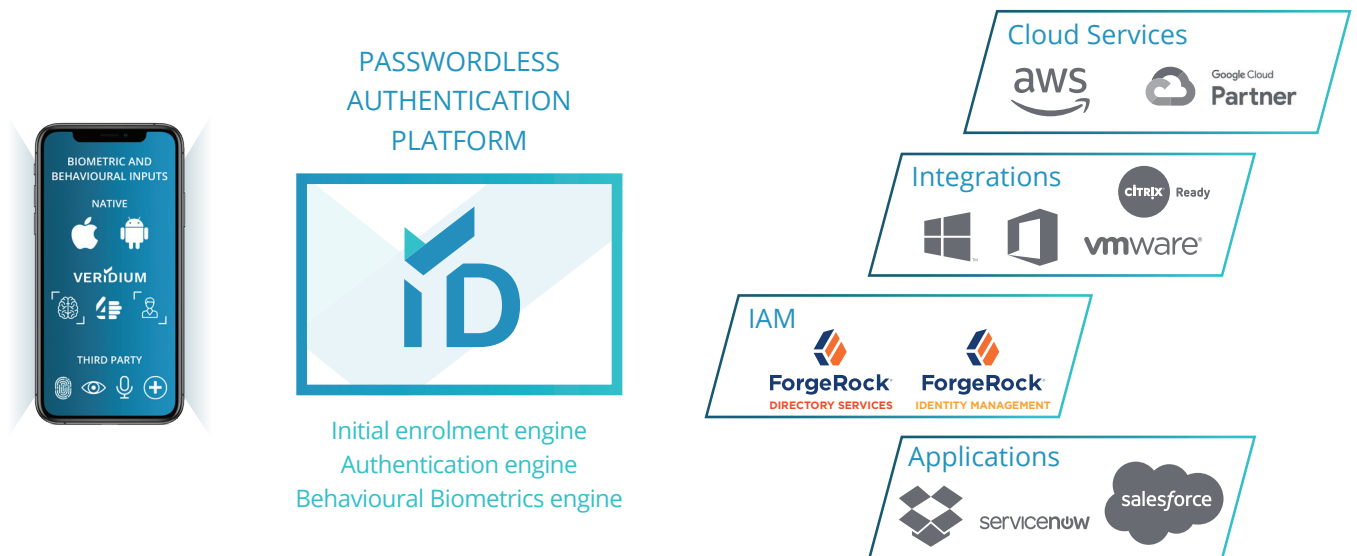 BIOMETRIC AND
BEHAVIOURAL INPUTS
NATIVE
VERIDIUM
4F
THIRD PARTY
PASSWORDLESS
AUTHENTICATION
PLATFORM
ID
Initial enrolment engine
Authentication engine
Behavioural Biometrics engine
Cloud Services
aws
Google Cloud
Partner
Integrations
CITRIX Ready
TM
vmware®
IAM
ForgeRock ForgeRock
DIRECTORY SERVICES IDENTITY MANAGEMENT
Applications
servicenow
salesforce